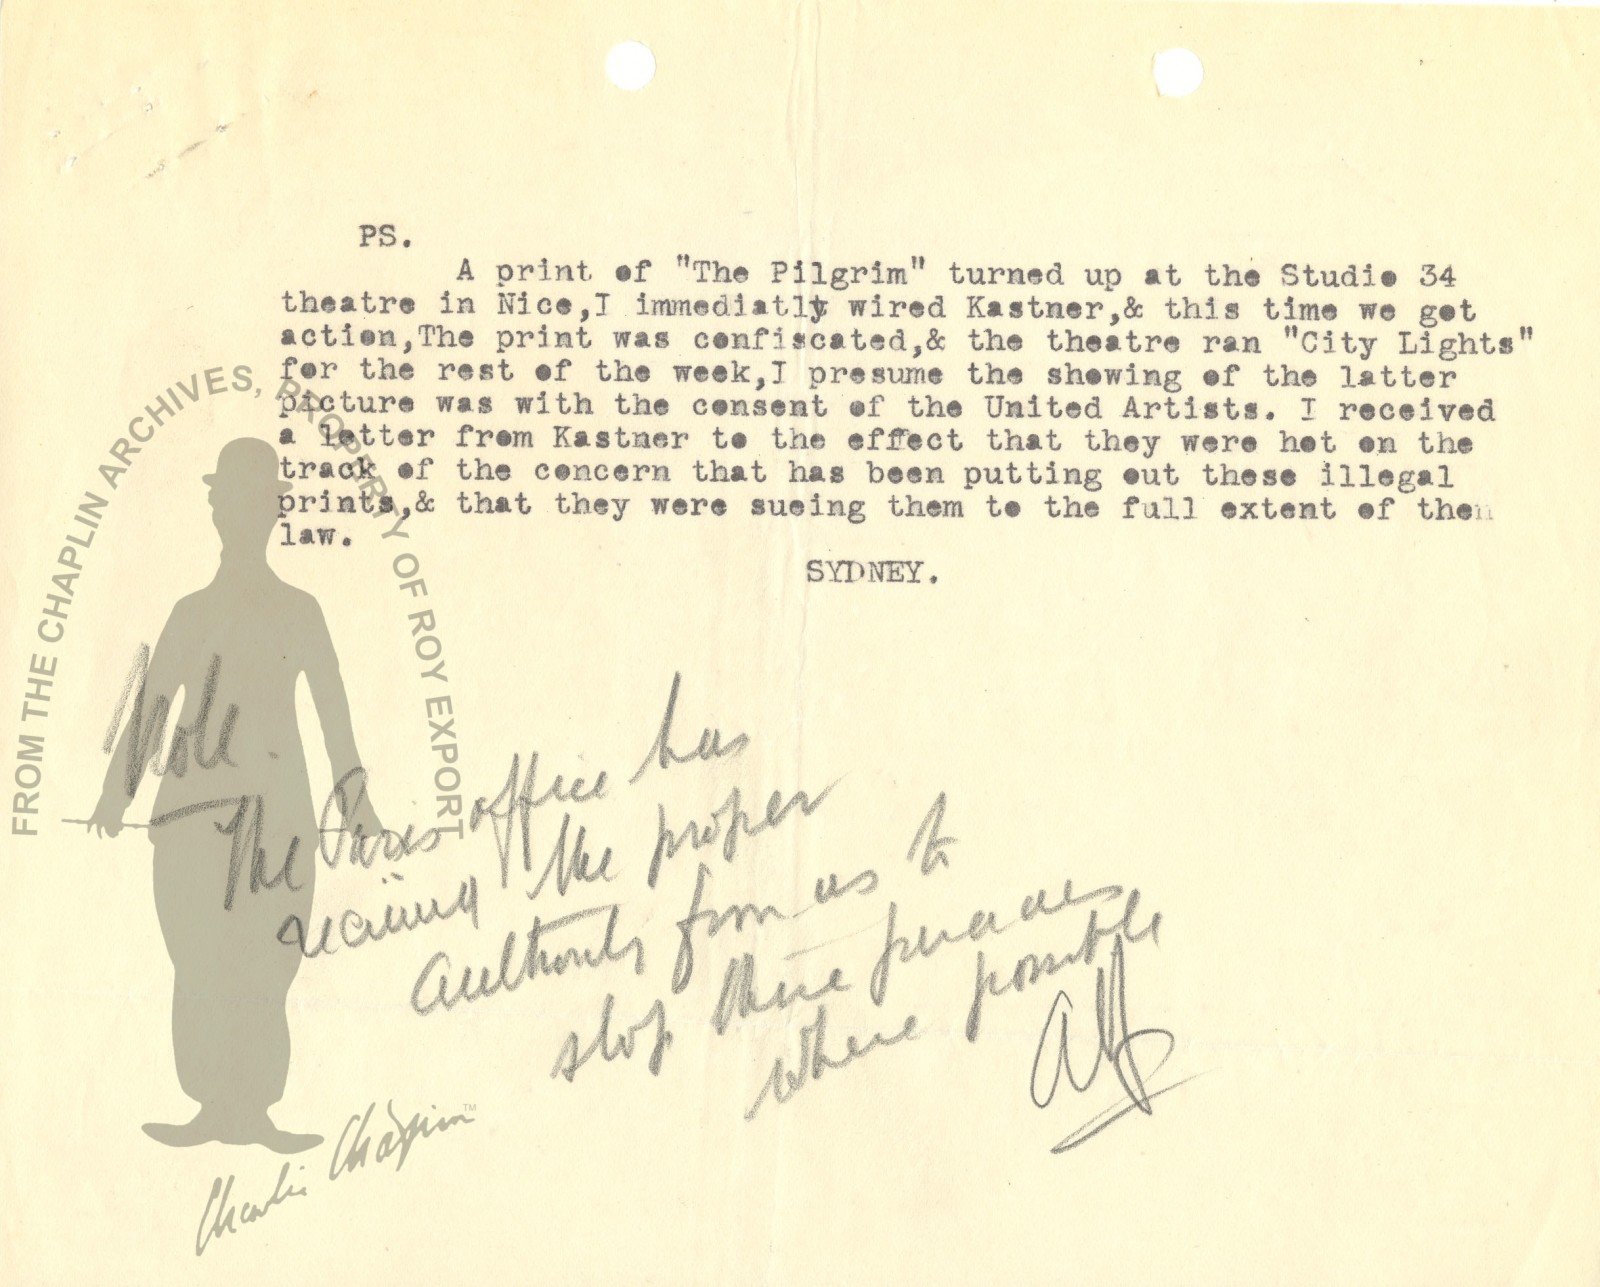 PS.
A print of "The Pilgrim" turned up at the Studio 34
theatre in Nice,I immediatly wired Kastner,& this time we got
action,The print was confiscated,& the theatre ran "City Lights"
for the rest of the week,I presume the showing of the latter
picture was with the consent of the United Artists. I received
a letter from Kastner to the effect that they were hot on the
track of the concern that has been putting out these illegal
prints,& that they were sueing them to the full extent of then
law.
SYDNEY.
Note.
The Paris office has
received the proper
authority from us to
stop these
where possible
FROM THE CHAPLIN ARCHIVES, PROPERTY OF ROY EXPORT
Charlie Chaplin™